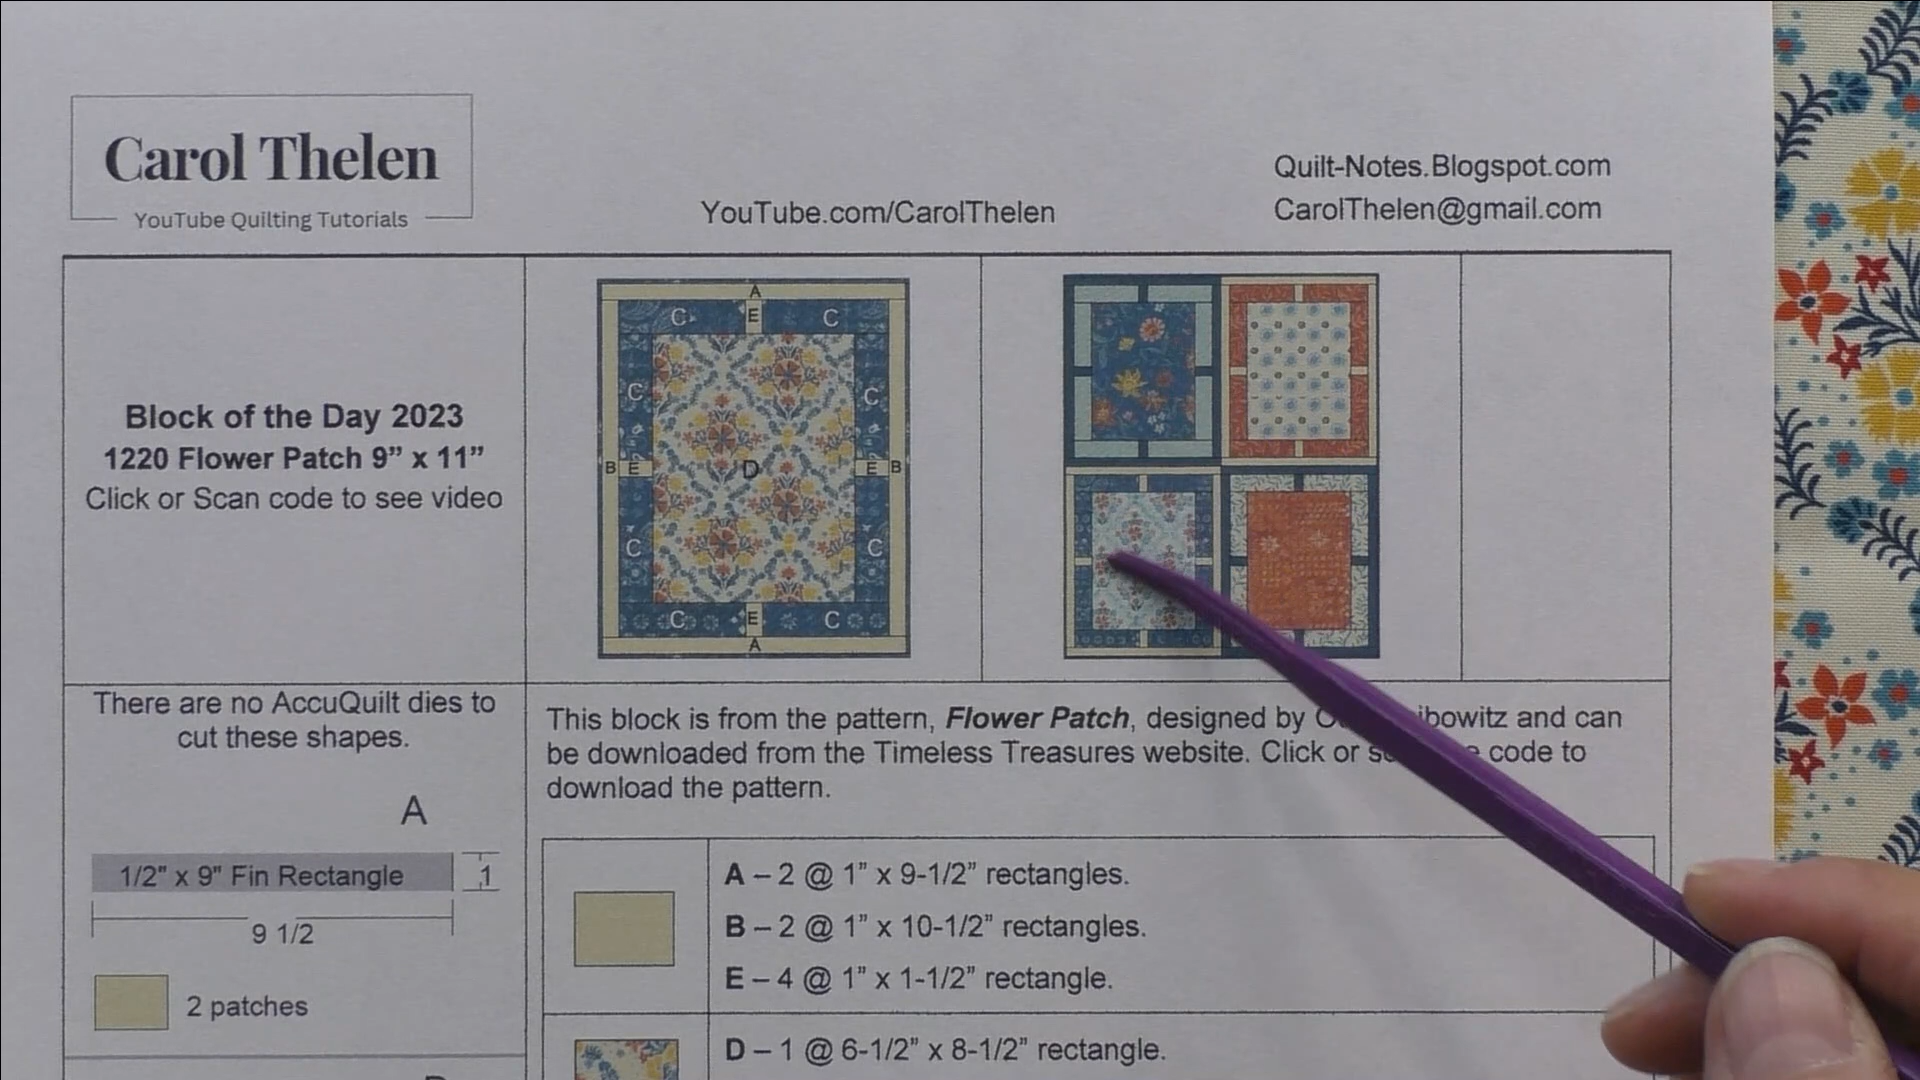 Carol Thelen
YouTube Quilting Tutorials
YouTube.com/CarolThelen
Quilt-Notes.Blogspot.com
CarolThelen@gmail.com
Block of the Day 2023
1220 Flower Patch 9” x 11”
Click or Scan code to see video
A
C E C
C C
B E D E B
C C
C E C
A
There are no AccuQuilt dies to
cut these shapes.
A
1/2" x 9" Fin Rectangle 1
9 1/2
2 patches
This block is from the pattern, Flower Patch, designed by and can
be downloaded from the Timeless Treasures website. Click or code to
download the pattern.
A – 2 @ 1” x 9-1/2” rectangles.
B – 2 @ 1” x 10-1/2” rectangles.
E – 4 @ 1” x 1-1/2” rectangle.
D – 1 @ 6-1/2” x 8-1/2” rectangle.